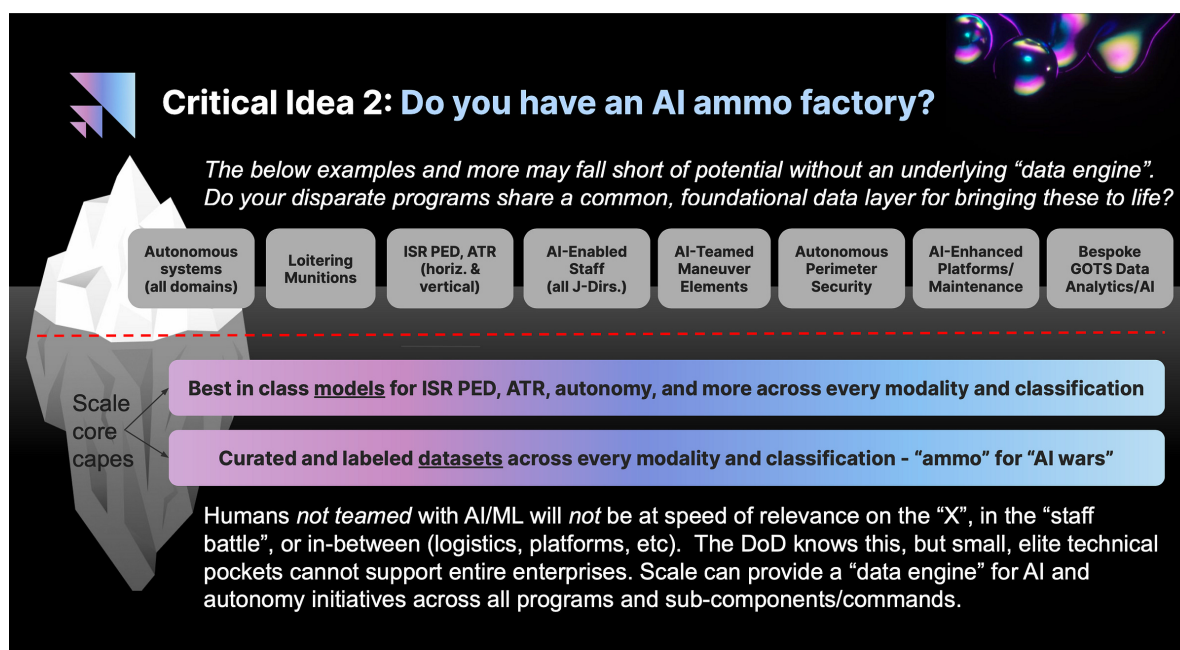 Critical Idea 2: Do you have an AI ammo factory?
The below examples and more may fall short of potential without an underlying “data engine”.
Do your disparate programs share a common, foundational data layer for bringing these to life?
Autonomous
systems
(all domains)
Loitering
Munitions
ISR PED, ATR
(horiz. &
vertical)
AI-Enabled
Staff
(all J-Dirs.)
AI-Teamed
Maneuver
Elements
Autonomous
Perimeter
Security
AI-Enhanced
Platforms/
Maintenance
Bespoke
GOTS Data
Analytics/AI
Scale
core
capes
Best in class models for ISR PED, ATR, autonomy, and more across every modality and classification
Curated and labeled datasets across every modality and classification - “ammo” for “AI wars”
Humans not teamed with AI/ML will not be at speed of relevance on the “X”, in the “staff
battle”, or in-between (logistics, platforms, etc).  The DoD knows this, but small, elite technical
pockets cannot support entire enterprises. Scale can provide a “data engine” for AI and
autonomy initiatives across all programs and sub-components/commands.